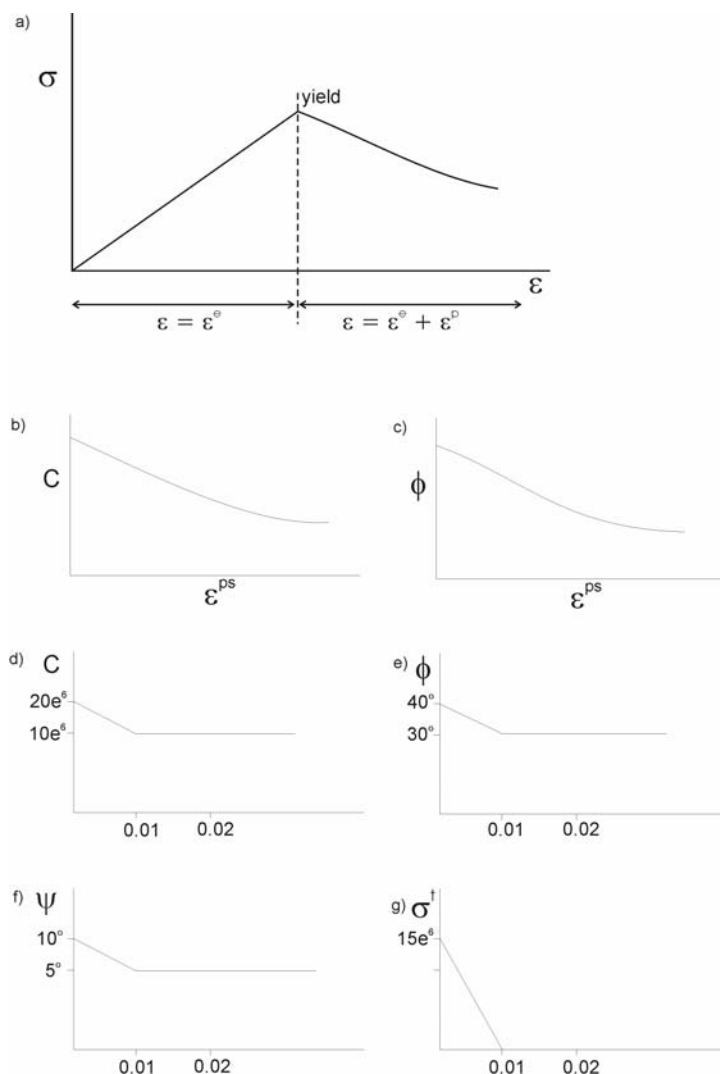 a)
σ
yield
ε
ε = εᵉ
ε = εᵉ + εᵖ
b)
C
εᵖˢ
c)
ϕ
εᵖˢ
d) C
20e⁶
10e⁶
0.01 0.02
e) ϕ
40°
30°
0.01 0.02
f) ψ
10°
5°
0.01 0.02
g) σᵗ
15e⁶
0.01 0.02